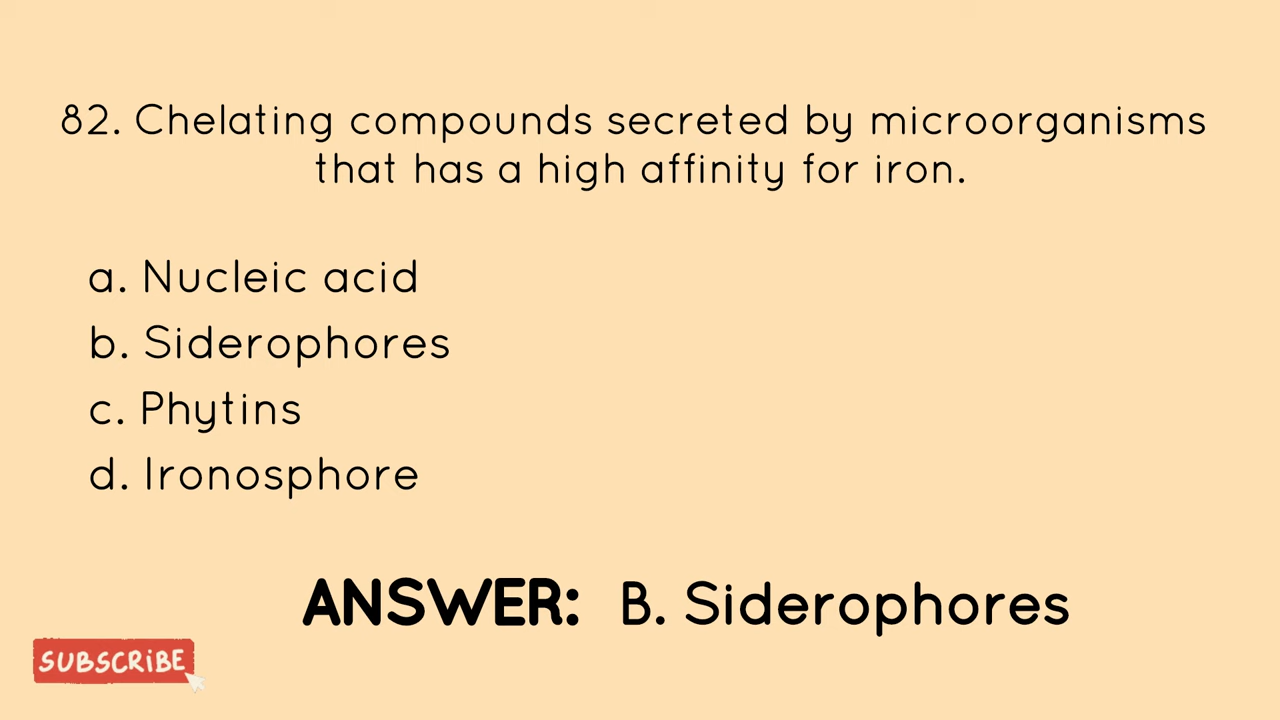 82. Chelating compounds secreted by microorganisms
that has a high affinity for iron.
a. Nucleic acid
b. Siderophores
c. Phytins
d. Ironosphore
ANSWER: B. Siderophores
SUBSCRIBE